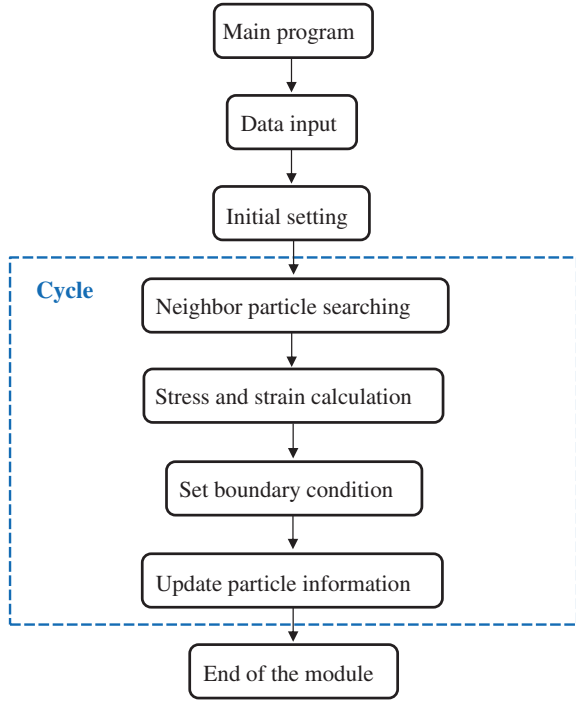 Main program
Data input
Initial setting
Cycle
Neighbor particle searching
Stress and strain calculation
Set boundary condition
Update particle information
End of the module